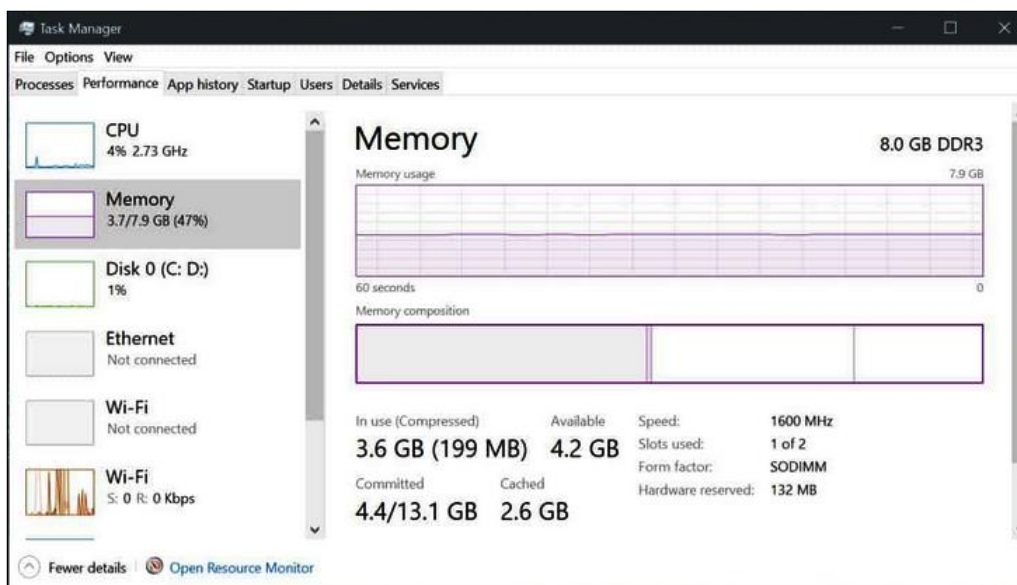 Task Manager
File Options View
Processes Performance App history Startup Users Details Services
CPU
4% 2.73 GHz
Memory
3.7/7.9 GB (47%)
Disk 0 (C: D:)
1%
Ethernet
Not connected
Wi-Fi
Not connected
Wi-Fi
S: 0 R: 0 Kbps
Memory 8.0 GB DDR3
Memory usage 7.9 GB
60 seconds 0
Memory composition
In use (Compressed) Available
3.6 GB (199 MB) 4.2 GB
Committed Cached
4.4/13.1 GB 2.6 GB
Speed: 1600 MHz
Slots used: 1 of 2
Form factor: SODIMM
Hardware reserved: 132 MB
Fewer details Open Resource Monitor